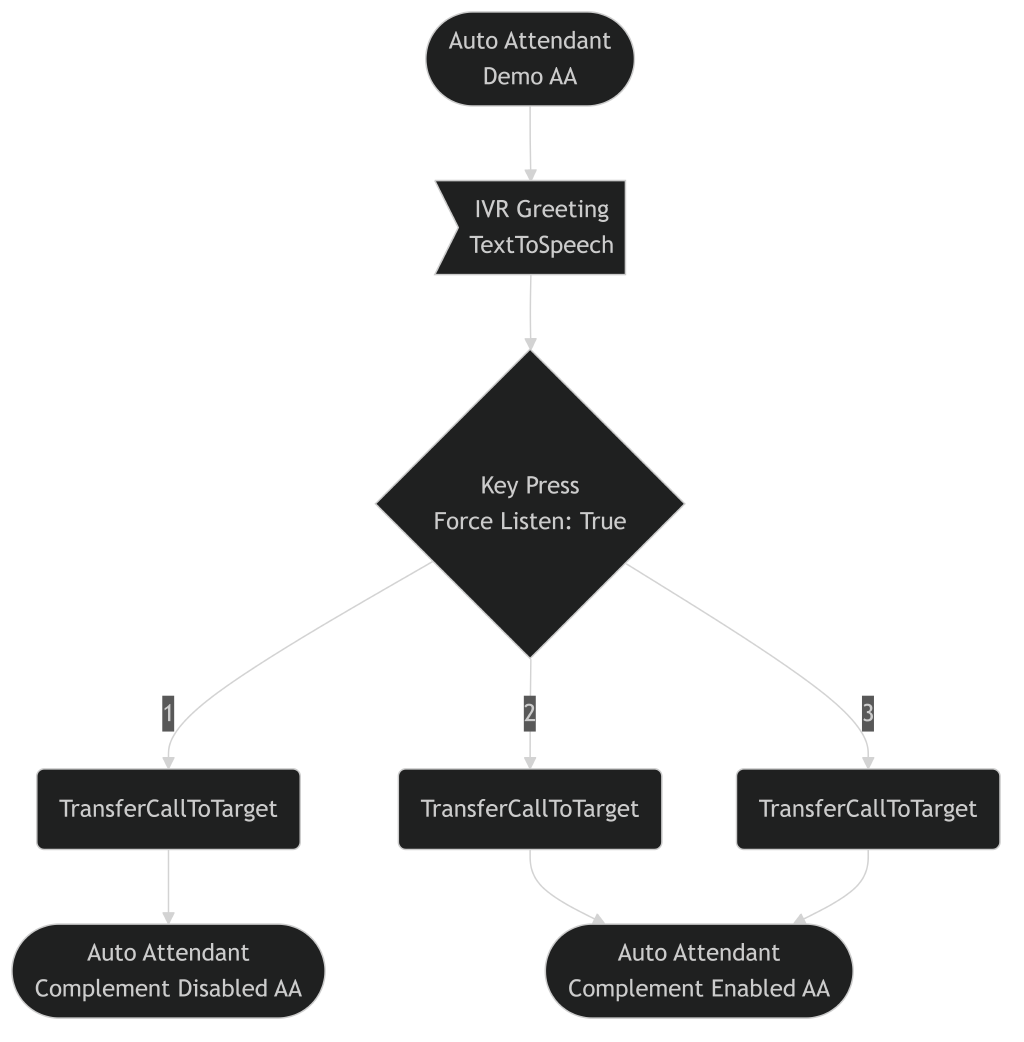 Auto Attendant
Demo AA
IVR Greeting
TextToSpeech
Key Press
Force Listen: True
1
2
3
TransferCallToTarget
TransferCallToTarget
TransferCallToTarget
Auto Attendant
Complement Disabled AA
Auto Attendant
Complement Enabled AA